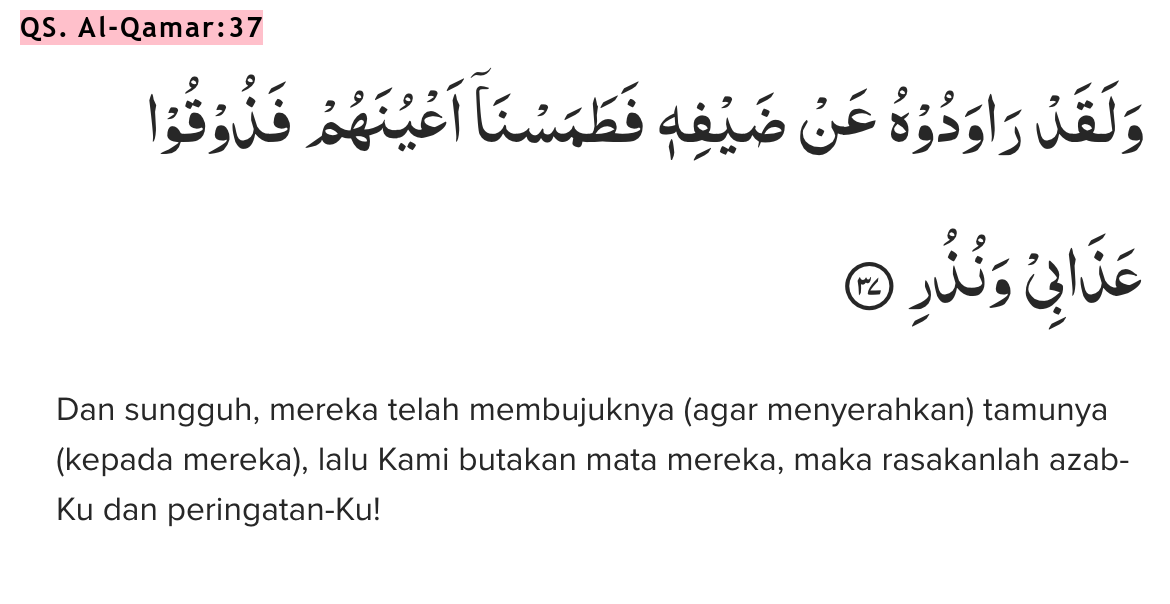 QS. Al-Qamar:37
وَلَقَدْ رَاوَدُوْهُ عَنْ ضَيْفِهٖ فَطَمَسْنَآ اَعْيُنَهُمْ فَذُوْقُوْا
عَذَابِيْ وَنُذُرِ ٣٧
Dan sungguh, mereka telah membujuknya (agar menyerahkan) tamunya
(kepada mereka), lalu Kami butakan mata mereka, maka rasakanlah azab-
Ku dan peringatan-Ku!